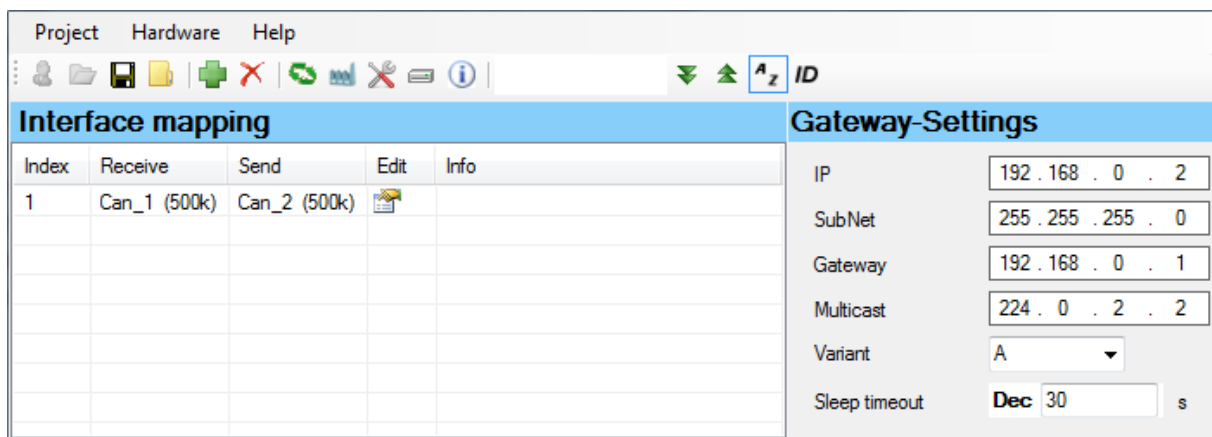 Project Hardware Help
A Z ID
Interface mapping
Gateway-Settings
Index Receive Send Edit Info
1 Can_1 (500k) Can_2 (500k)
IP 192 . 168 . 0 . 2
SubNet 255 . 255 . 255 . 0
Gateway 192 . 168 . 0 . 1
Multicast 224 . 0 . 2 . 2
Variant A
Sleep timeout Dec 30 s